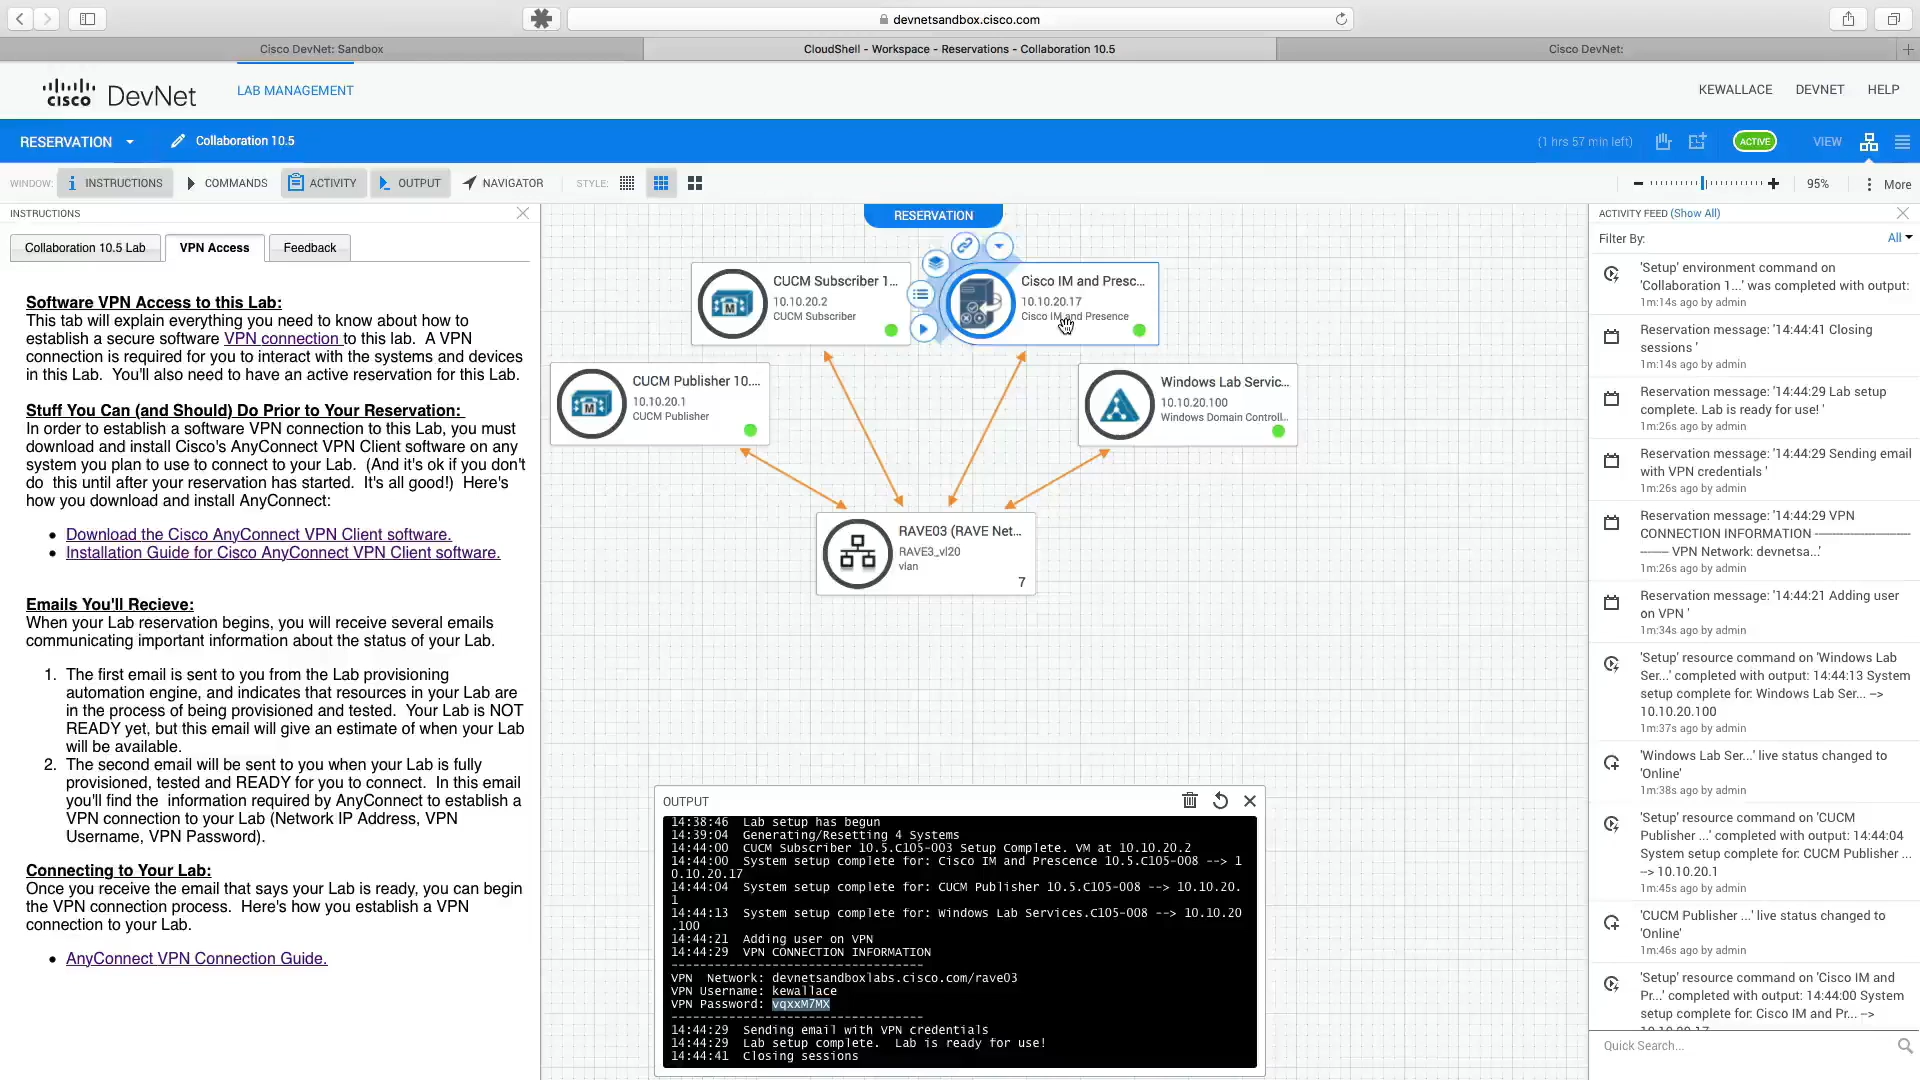 devnetsandbox.cisco.com
Cisco DevNet: Sandbox
CloudShell - Workspace - Reservations - Collaboration 10.5
Cisco DevNet:
cisco DevNet
LAB MANAGEMENT
KEWALLACE
DEVNET
HELP
RESERVATION
Collaboration 10.5
(1 hrs 57 min left)
ACTIVE
VIEW
WINDOW:
INSTRUCTIONS
COMMANDS
ACTIVITY
OUTPUT
NAVIGATOR
STYLE:
95%
More
INSTRUCTIONS
Collaboration 10.5 Lab
VPN Access
Feedback
Software VPN Access to this Lab:
This tab will explain everything you need to know about how to
establish a secure software VPN connection to this lab. A VPN
connection is required for you to interact with the systems and devices
in this Lab. You'll also need to have an active reservation for this Lab.
Stuff You Can (and Should) Do Prior to Your Reservation:
In order to establish a software VPN connection to this Lab, you must
download and install Cisco's AnyConnect VPN Client software on any
system you plan to use to connect to your Lab. (And it's ok if you don't
do this until after your reservation has started. It's all good!) Here's
how you download and install AnyConnect:
• Download the Cisco AnyConnect VPN Client software.
• Installation Guide for Cisco AnyConnect VPN Client software.
Emails You'll Recieve:
When your Lab reservation begins, you will receive several emails
communicating important information about the status of your Lab.
1. The first email is sent to you from the Lab provisioning
automation engine, and indicates that resources in your Lab are
in the process of being provisioned and tested. Your Lab is NOT
READY yet, but this email will give an estimate of when your Lab
will be available.
2. The second email will be sent to you when your Lab is fully
provisioned, tested and READY for you to connect. In this email
you'll find the information required by AnyConnect to establish a
VPN connection to your Lab (Network IP Address, VPN
Username, VPN Password).
Connecting to Your Lab:
Once you receive the email that says your Lab is ready, you can begin
the VPN connection process. Here's how you establish a VPN
connection to your Lab.
• AnyConnect VPN Connection Guide.
RESERVATION
CUCM Subscriber 1...
10.10.20.2
CUCM Subscriber
Cisco IM and Presc...
10.10.20.17
Cisco IM and Presence
CUCM Publisher 10....
10.10.20.1
CUCM Publisher
Windows Lab Servic...
10.10.20.100
Windows Domain Controll...
RAVE03 (RAVE Net...
RAVE3_vl20
vlan
7
OUTPUT
14:38:46 Lab setup has begun
14:39:04 Generating/Resetting 4 Systems
14:44:00 CUCM Subscriber 10.5.C105-003 Setup Complete. VM at 10.10.20.2
14:44:00 System setup complete for: Cisco IM and Prescence 10.5.C105-008 --> 1
0.10.20.17
14:44:04 System setup complete for: CUCM Publisher 10.5.C105-008 --> 10.10.20.
1
14:44:13 System setup complete for: Windows Lab Services.C105-008 --> 10.10.20
.100
14:44:21 Adding user on VPN
14:44:29 VPN CONNECTION INFORMATION
-----------------------------------
VPN Network: devnetsandboxlabs.cisco.com/rave03
VPN Username: kewallace
VPN Password: vqxxM7MX
-----------------------------------
14:44:29 Sending email with VPN credentials
14:44:29 Lab setup complete. Lab is ready for use!
14:44:41 Closing sessions
ACTIVITY FEED (Show All)
Filter By:
All
'Setup' environment command on
'Collaboration 1...' was completed with output:
1m:14s ago by admin
Reservation message: '14:44:41 Closing
sessions '
1m:14s ago by admin
Reservation message: '14:44:29 Lab setup
complete. Lab is ready for use! '
1m:26s ago by admin
Reservation message: '14:44:29 Sending email
with VPN credentials '
1m:26s ago by admin
Reservation message: '14:44:29 VPN
CONNECTION INFORMATION --------------------------
------- VPN Network: devnetsa...'
1m:26s ago by admin
Reservation message: '14:44:21 Adding user
on VPN '
1m:34s ago by admin
'Setup' resource command on 'Windows Lab
Ser...' completed with output: 14:44:13 System
setup complete for: Windows Lab Ser... -->
10.10.20.100
1m:37s ago by admin
'Windows Lab Ser...' live status changed to
'Online'
1m:38s ago by admin
'Setup' resource command on 'CUCM
Publisher ...' completed with output: 14:44:04
System setup complete for: CUCM Publisher ...
--> 10.10.20.1
1m:45s ago by admin
'CUCM Publisher ...' live status changed to
'Online'
1m:46s ago by admin
'Setup' resource command on 'Cisco IM and
Pr...' completed with output: 14:44:00 System
setup complete for: Cisco IM and Pr... -->
10.10.20.17
Quick Search...